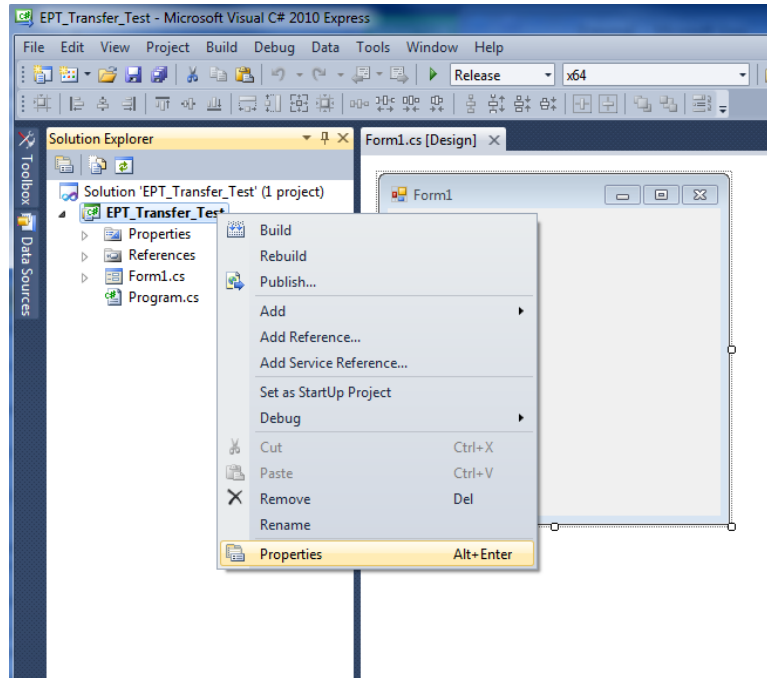 EPT_Transfer_Test - Microsoft Visual C# 2010 Express
File Edit View Project Build Debug Data Tools Window Help
Release x64
Solution Explorer
Form1.cs [Design]
Toolbox
Data Sources
Solution 'EPT_Transfer_Test' (1 project)
EPT_Transfer_Test
Properties
References
Form1.cs
Program.cs
Form1
Build
Rebuild
Publish...
Add
Add Reference...
Add Service Reference...
Set as StartUp Project
Debug
Cut Ctrl+X
Paste Ctrl+V
Remove Del
Rename
Properties Alt+Enter